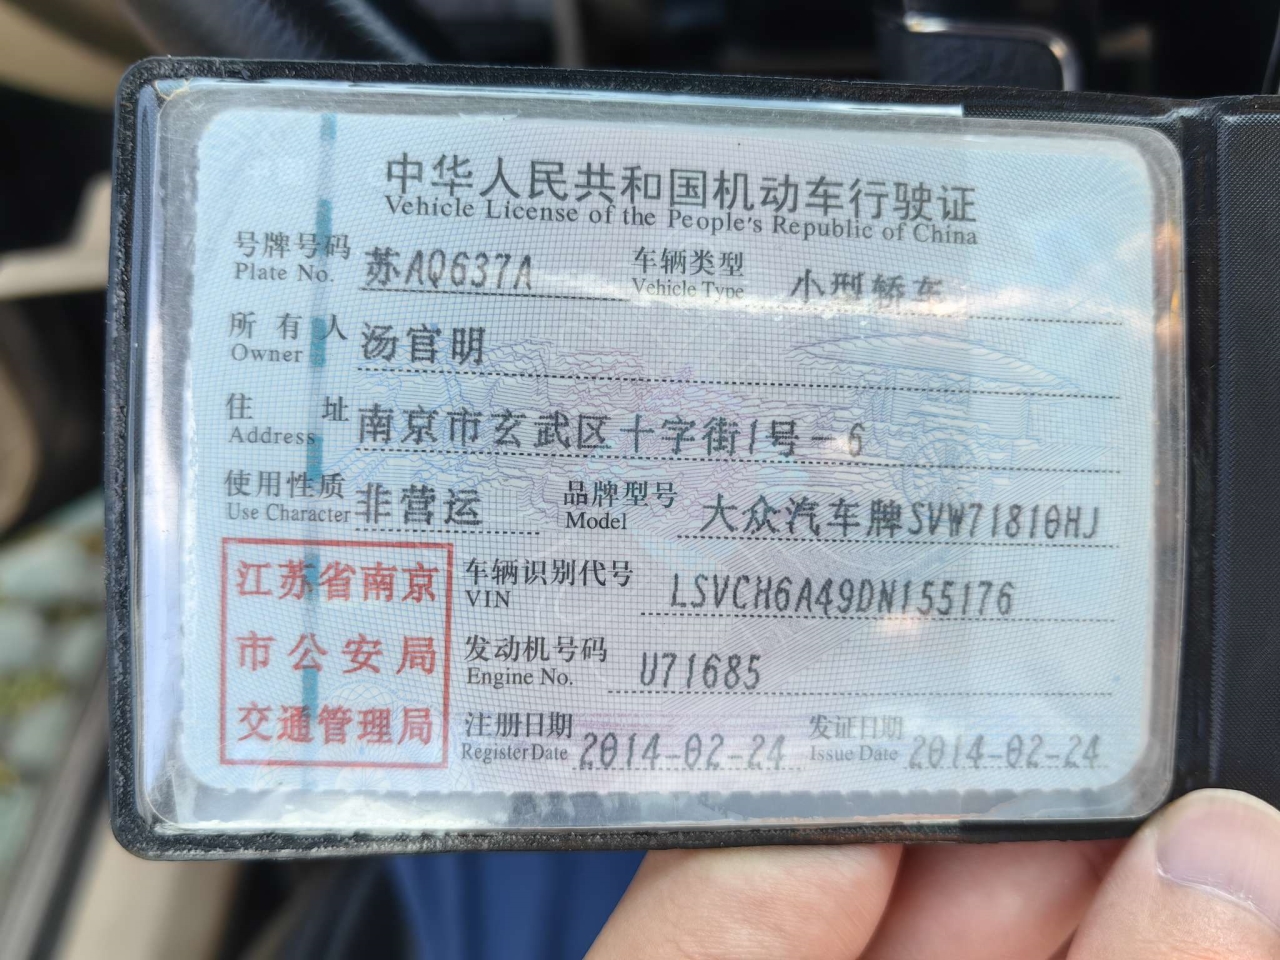 中华人民共和国机动车行驶证
Vehicle License of the People's Republic of China
号牌号码 苏AQ637A 车辆类型 小型轿车
Plate No. Vehicle Type
所有人 汤官明
Owner
住址 南京市玄武区十字街1号-6
Address
使用性质 非营运 品牌型号 大众汽车牌SVW71810HJ
Use Character Model
江苏省南京
市公安局
交通管理局
车辆识别代号 LSVCH6A49DN155176
VIN
发动机号码 U71685
Engine No.
注册日期 2014-02-24 发证日期 2014-02-24
Register Date Issue Date